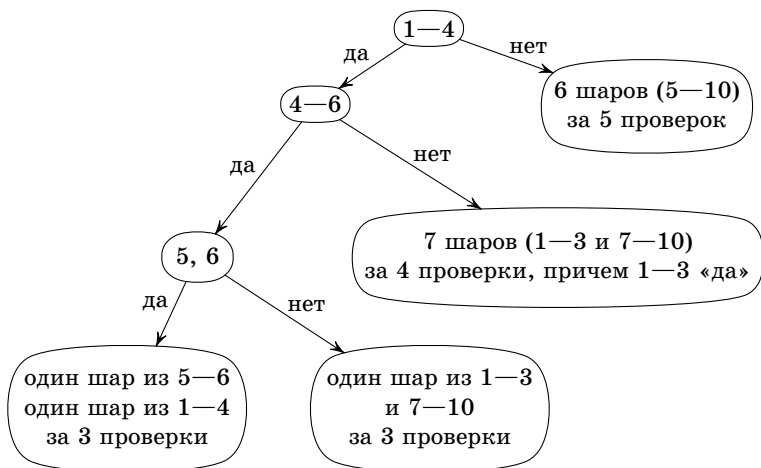 1—4
да
нет
4—6
6 шаров (5—10)
за 5 проверок
да
нет
5, 6
7 шаров (1—3 и 7—10)
за 4 проверки, причем 1—3 «да»
да
нет
один шар из 5—6
один шар из 1—4
за 3 проверки
один шар из 1—3
и 7—10
за 3 проверки